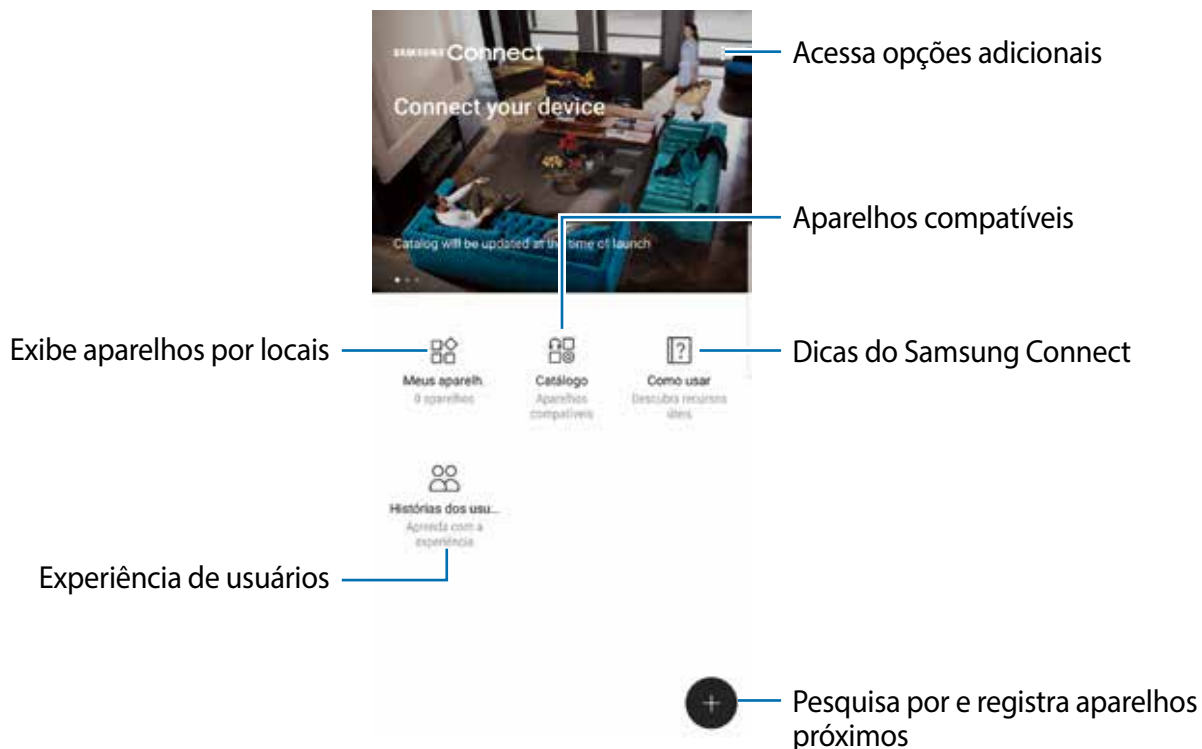 SAMSUNG Connect
Acessa opções adicionais
Connect your device
Aparelhos compatíveis
Catalog will be updated at the time of launch
Exibe aparelhos por locais
Dicas do Samsung Connect
Meus aparelh.
0 aparelhos
Catálogo
Aparelhos
compatíveis
Como usar
Descubra recursos
úteis
Histórias dos usu...
Aprenda com a
experiência
Experiência de usuários
Pesquisa por e registra aparelhos
próximos